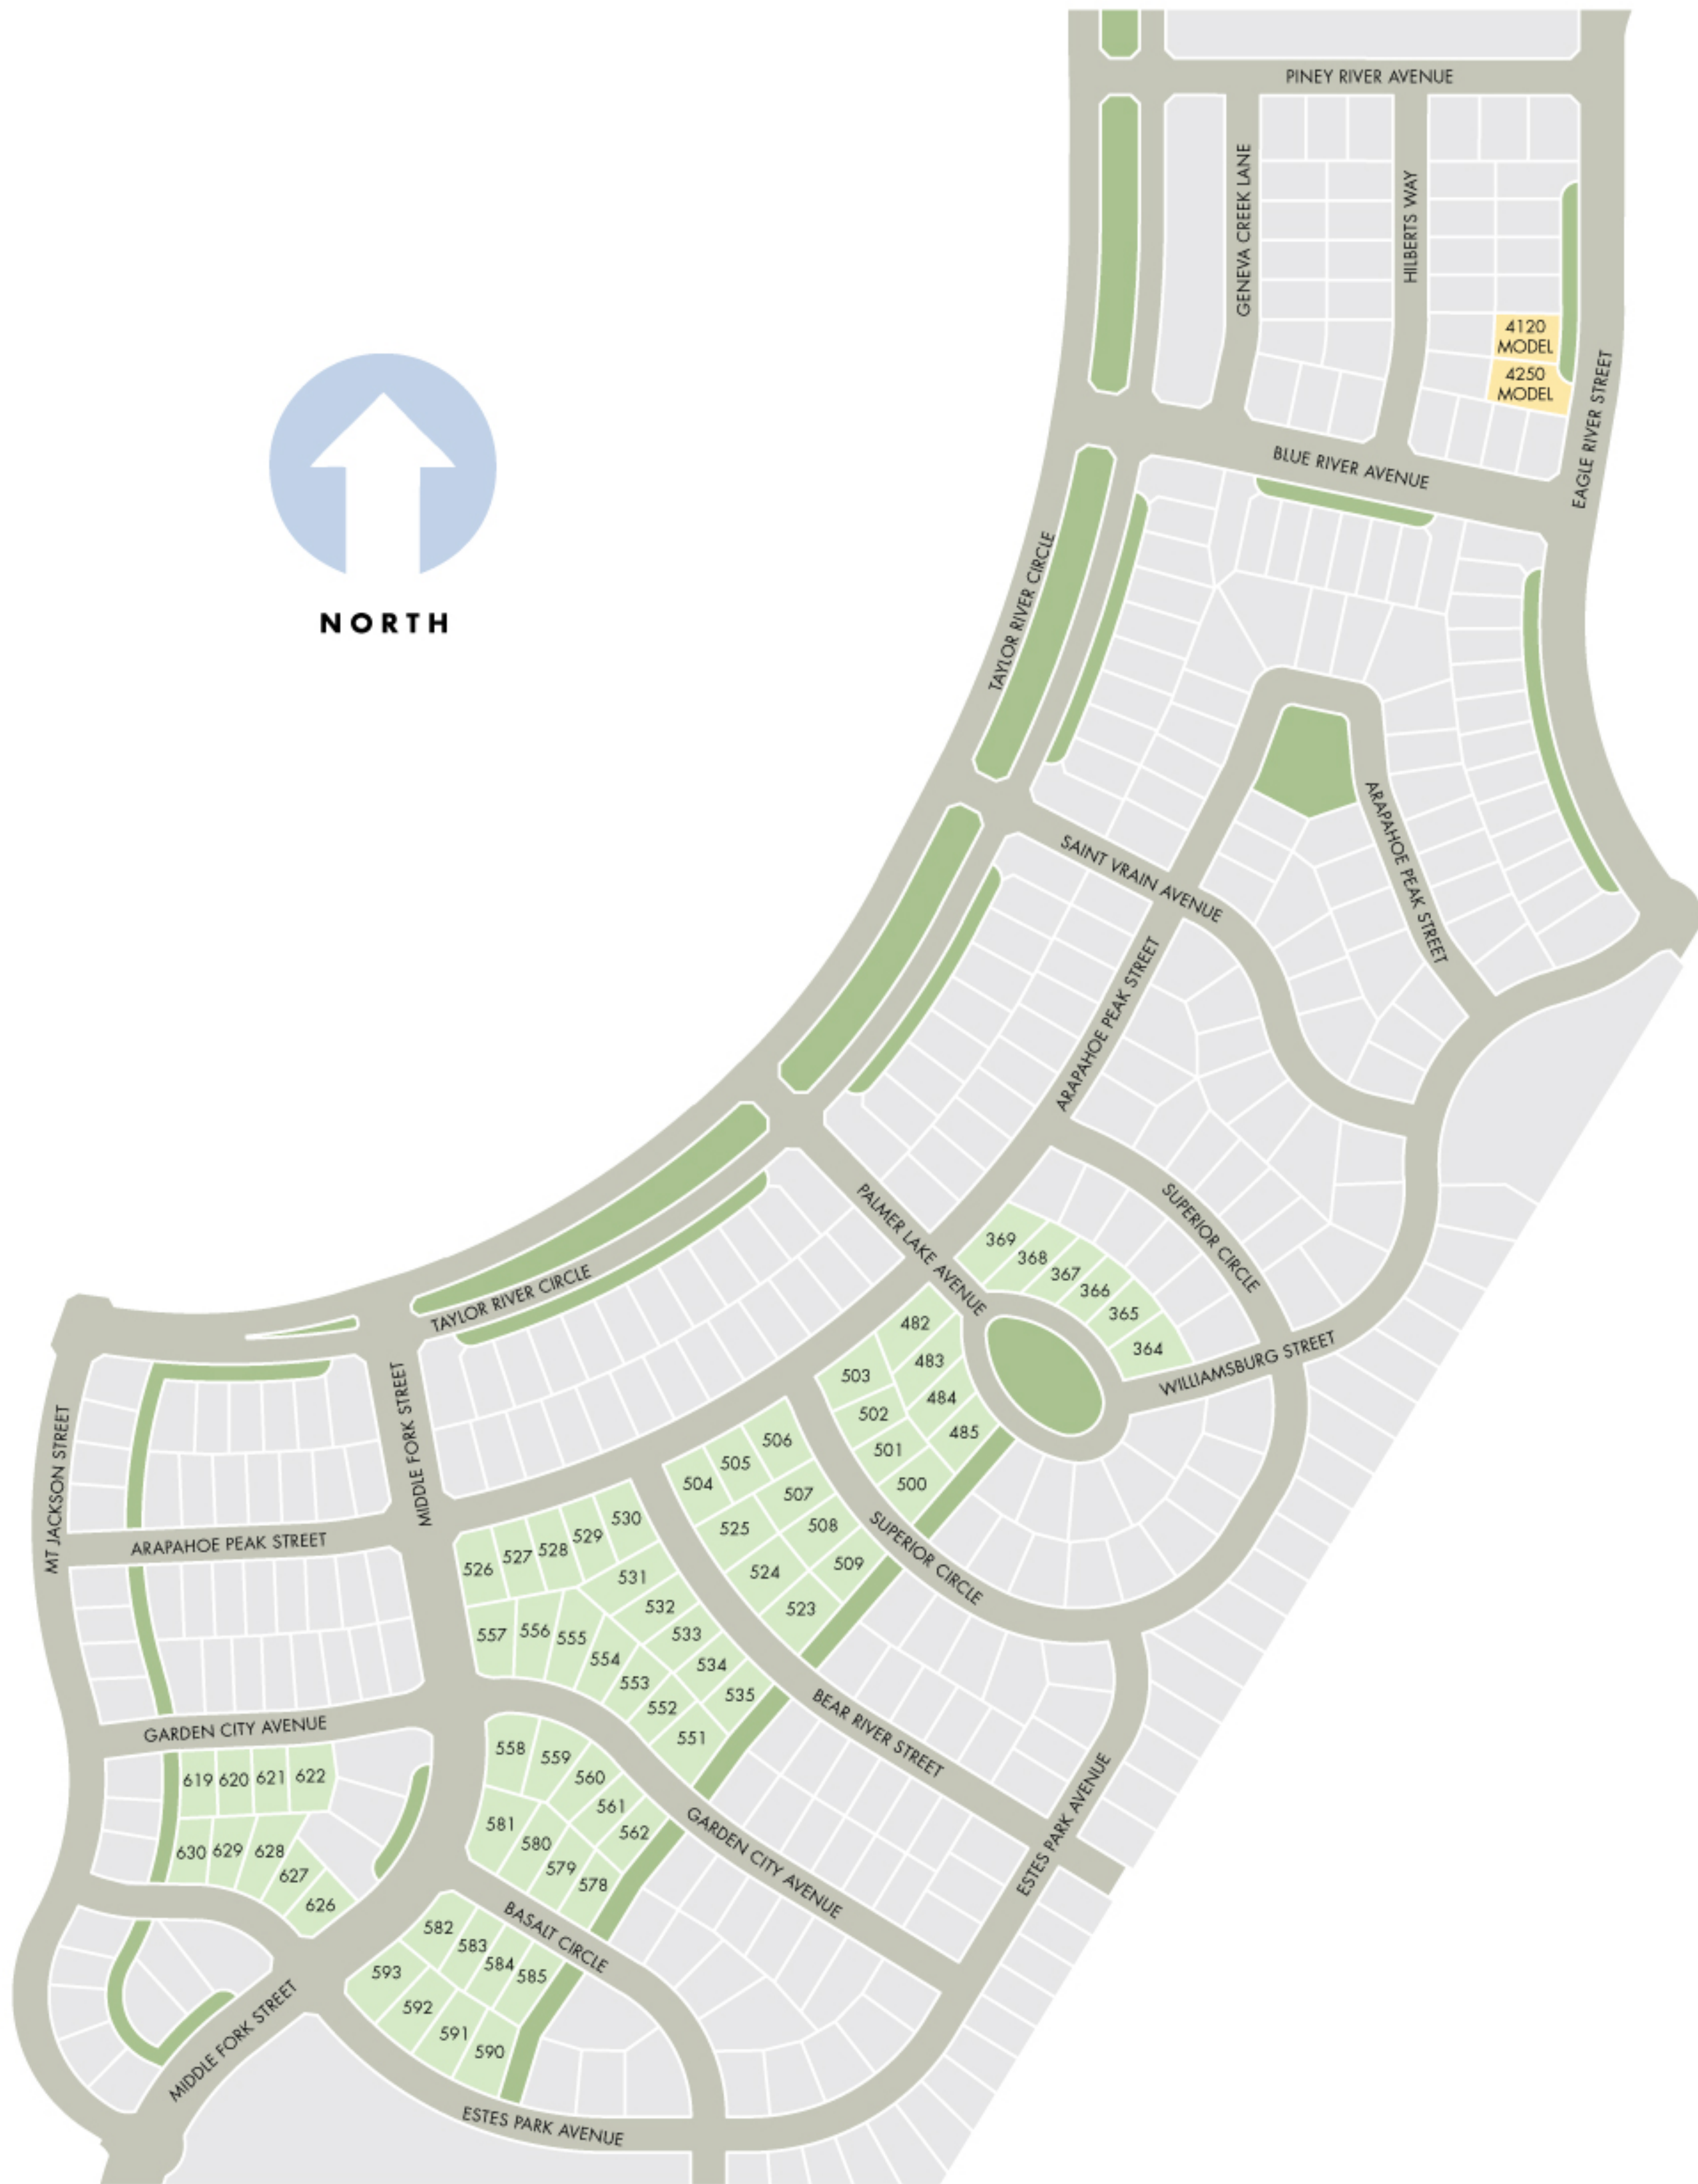 PINEY RIVER AVENUE
GENEVA CREEK LANE
HILBERTS WAY
4120
MODEL
4250
MODEL
EAGLE RIVER STREET
BLUE RIVER AVENUE
NORTH
TAYLOR RIVER CIRCLE
ARAPAHOE PEAK STREET
SAINT VRAIN AVENUE
ARAPAHOE PEAK STREET
PALMER LAKE AVENUE
SUPERIOR CIRCLE
369
368
367
366
365
364
WILLIAMSBURG STREET
TAYLOR RIVER CIRCLE
482
483
484
485
503
502
501
500
MIDDLE FORK STREET
MT JACKSON STREET
506
505
504
507
508
509
525
524
523
SUPERIOR CIRCLE
ARAPAHOE PEAK STREET
530
529
528
527
526
531
532
533
534
535
557
556
555
554
553
552
551
BEAR RIVER STREET
GARDEN CITY AVENUE
558
559
560
561
562
581
580
579
578
GARDEN CITY AVENUE
ESTES PARK AVENUE
619
620
621
622
630
629
628
627
626
BASALT CIRCLE
582
583
584
585
593
592
591
590
MIDDLE FORK STREET
ESTES PARK AVENUE